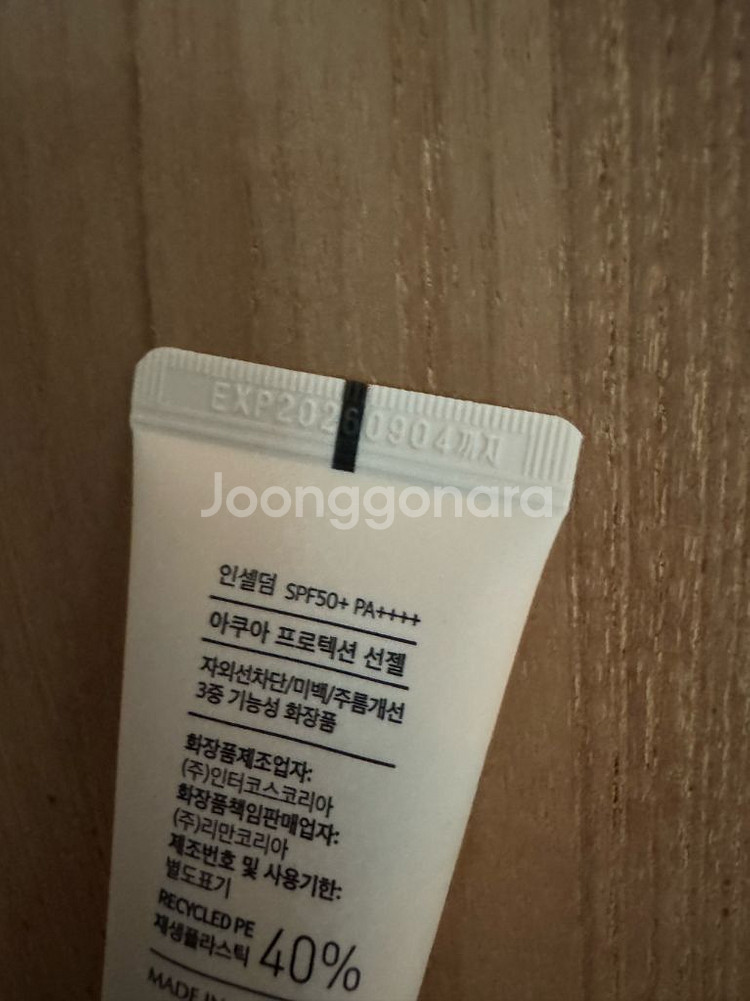 EXP20260904까지
Joonggonara
인셀덤 SPF50+ PA++++
아쿠아 프로텍션 선젤
자외선차단/미백/주름개선
3중 기능성 화장품
화장품제조업자:
(주)인터코스코리아
화장품책임판매업자:
(주)리만코리아
제조번호 및 사용기한:
별도표기
RECYCLED PE
재생플라스틱 40%
MADE IN